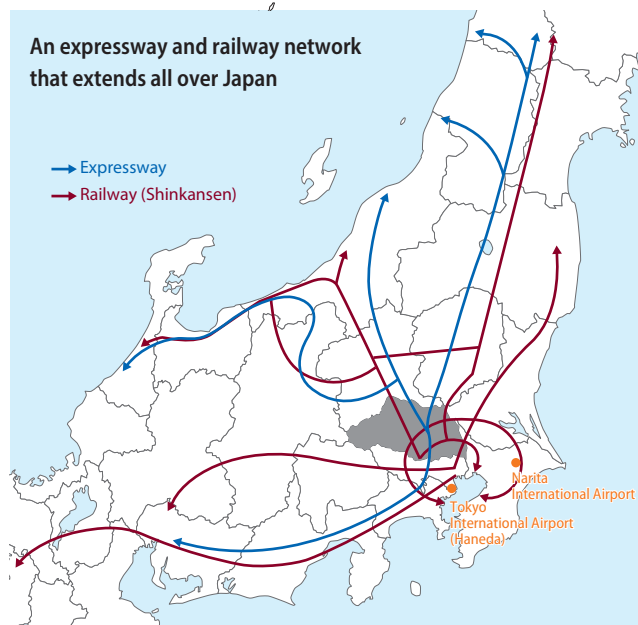 An expressway and railway network
that extends all over Japan
Expressway
Railway (Shinkansen)
Narita
International Airport
Tokyo
International Airport
(Haneda)